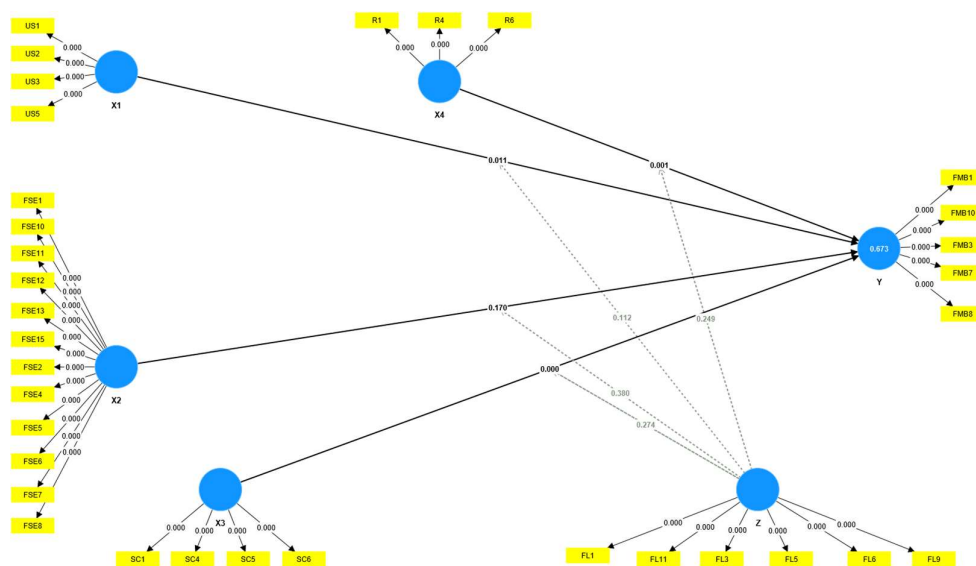 US1
0.000
US2
0.000
US3
0.000
US5
0.000
X1
R1
R4
R6
0.000
0.000
0.000
X4
0.011
0.001
FMB1
0.000
FMB10
0.000
FMB3
0.000
FMB7
0.000
FMB8
0.000
0.673
Y
FSE1
FSE10
FSE11
FSE12
FSE13
FSE15
FSE2
FSE4
FSE5
FSE6
FSE7
FSE8
0.000
0.000
0.000
0.000
0.000
0.000
0.000
0.000
0.000
0.000
0.000
0.000
X2
0.170
0.112
0.249
0.000
0.380
0.274
X3
0.000
0.000
0.000
0.000
SC1
SC4
SC5
SC6
Z
0.000
0.000
0.000
0.000
0.000
0.000
FL1
FL11
FL3
FL5
FL6
FL9